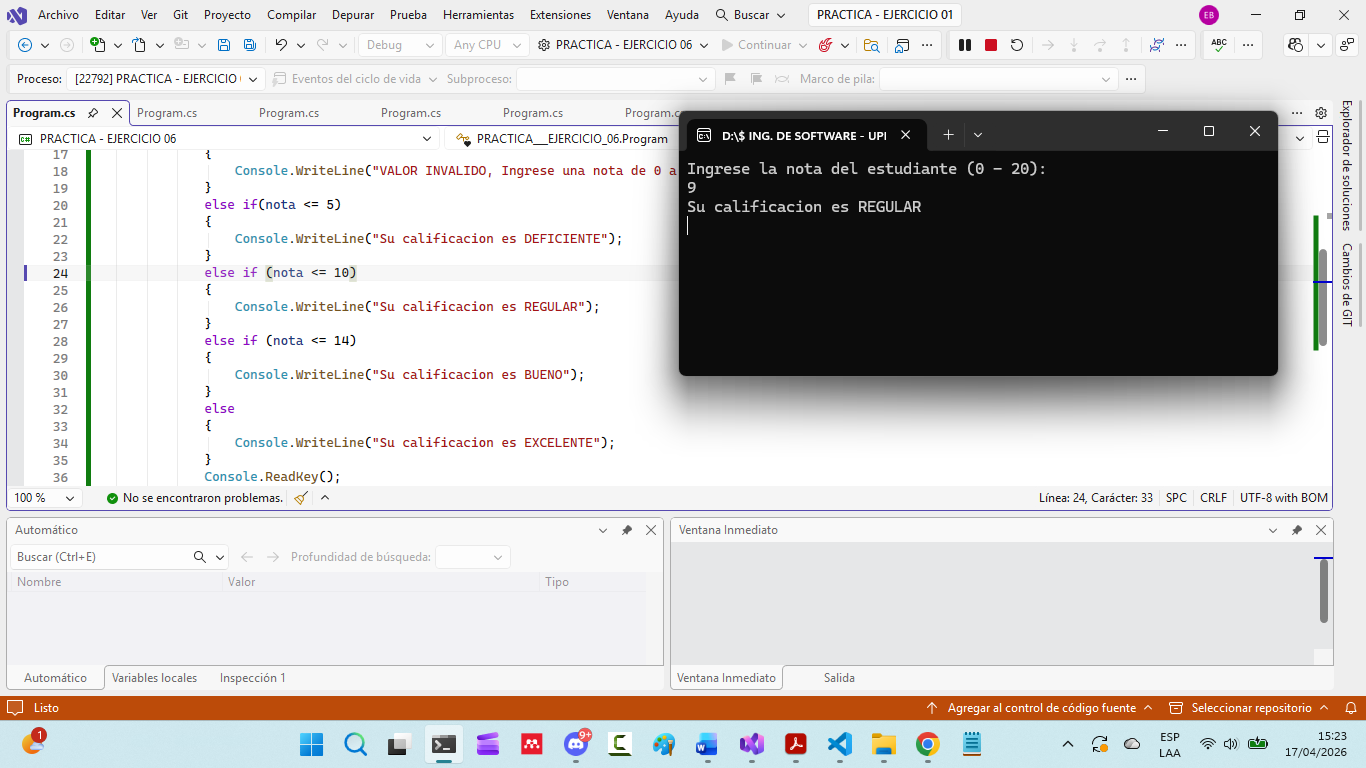 Archivo Editar Ver Git Proyecto Compilar Depurar Prueba Herramientas Extensiones Ventana Ayuda Buscar PRACTICA - EJERCICIO 01 EB
Debug Any CPU PRACTICA - EJERCICIO 06 Continuar ABC
Proceso: [22792] PRACTICA - EJERCICIO Eventos del ciclo de vida Subproceso: Marco de pila:
Program.cs Program.cs Program.cs Program.cs Program.cs
PRACTICA - EJERCICIO 06 PRACTICA___EJERCICIO_06.Program
17 {
18 Console.WriteLine("VALOR INVALIDO, Ingrese una nota de 0 a
19 }
20 else if(nota <= 5)
21 {
22 Console.WriteLine("Su calificacion es DEFICIENTE");
23 }
24 else if (nota <= 10)
25 {
26 Console.WriteLine("Su calificacion es REGULAR");
27 }
28 else if (nota <= 14)
29 {
30 Console.WriteLine("Su calificacion es BUENO");
31 }
32 else
33 {
34 Console.WriteLine("Su calificacion es EXCELENTE");
35 }
36 Console.ReadKey();
D:\$ ING. DE SOFTWARE - UPI
Ingrese la nota del estudiante (0 - 20):
9
Su calificacion es REGULAR
Explorador de soluciones
Cambios de GIT
100 % No se encontraron problemas. Línea: 24, Carácter: 33 SPC CRLF UTF-8 with BOM
Automático
Buscar (Ctrl+E) Profundidad de búsqueda:
Nombre Valor Tipo
Automático Variables locales Inspección 1
Ventana Inmediato
Ventana Inmediato Salida
Listo Agregar al control de código fuente Seleccionar repositorio
1 9+ ESP LAA 15:23
17/04/2026